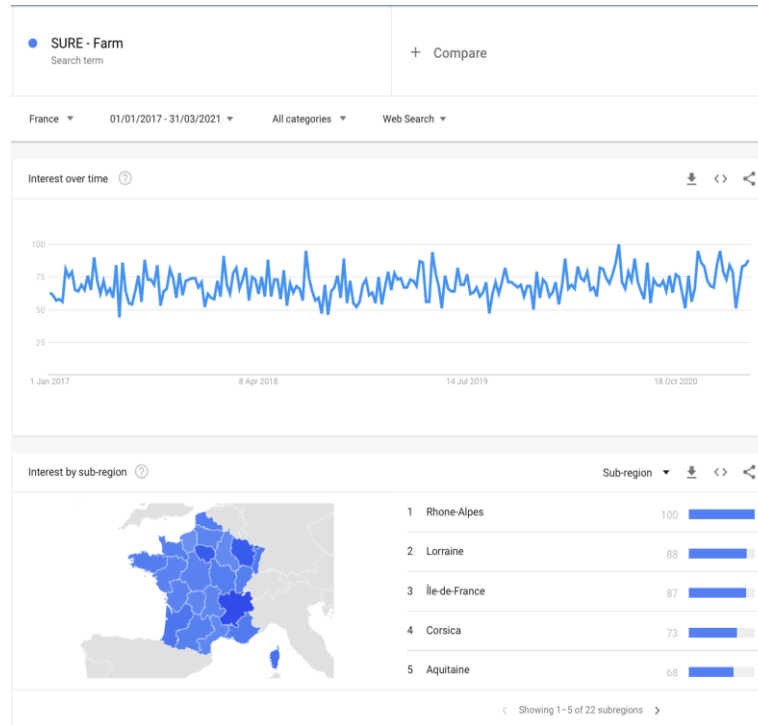 SURE - Farm
Search term
+ Compare
France
01/01/2017 - 31/03/2021
All categories
Web Search
Interest over time
100
75
50
25
1 Jan 2017
8 Apr 2018
14 Jul 2019
18 Oct 2020
Interest by sub-region
Sub-region
1 Rhone-Alpes 100
2 Lorraine 88
3 Île-de-France 87
4 Corsica 73
5 Aquitaine 68
Showing 1–5 of 22 subregions